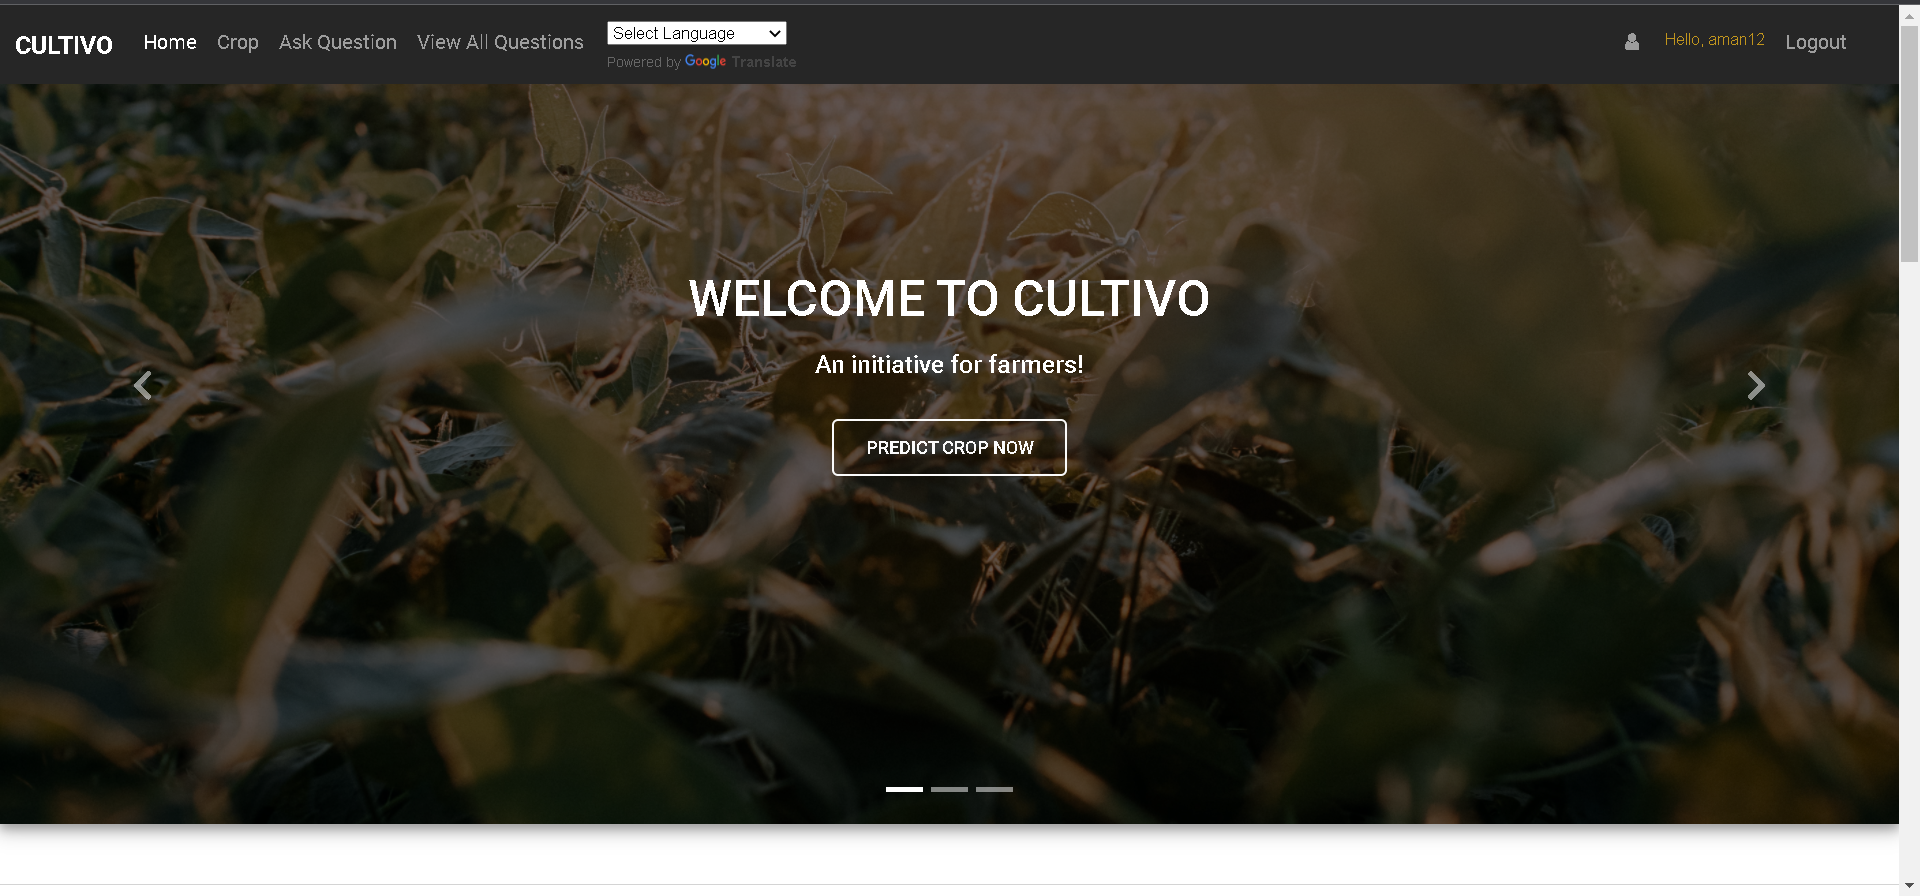 CULTIVO
Home
Crop
Ask Question
View All Questions
Select Language
Powered by Google Translate
Hello, aman12
Logout
WELCOME TO CULTIVO
An initiative for farmers!
PREDICT CROP NOW